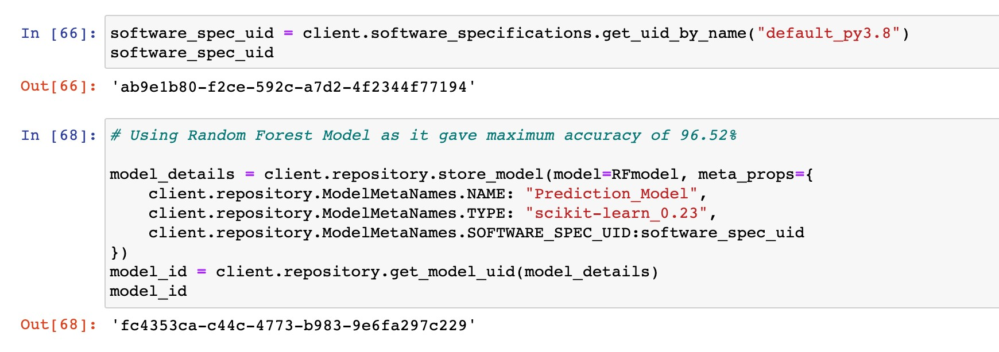 In [66]: software_spec_uid = client.software_specifications.get_uid_by_name("default_py3.8")
software_spec_uid
Out[66]: 'ab9e1b80-f2ce-592c-a7d2-4f2344f77194'
In [68]: # Using Random Forest Model as it gave maximum accuracy of 96.52%
model_details = client.repository.store_model(model=RFmodel, meta_props={
    client.repository.ModelMetaNames.NAME: "Prediction_Model",
    client.repository.ModelMetaNames.TYPE: "scikit-learn_0.23",
    client.repository.ModelMetaNames.SOFTWARE_SPEC_UID:software_spec_uid
})
model_id = client.repository.get_model_uid(model_details)
model_id
Out[68]: 'fc4353ca-c44c-4773-b983-9e6fa297c229'